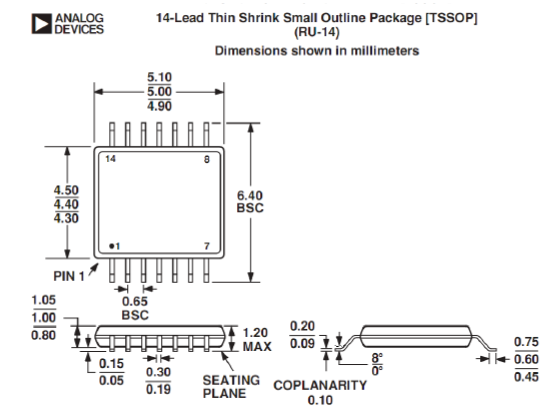 ANALOG
DEVICES
14-Lead Thin Shrink Small Outline Package [TSSOP]
(RU-14)
Dimensions shown in millimeters
5.10
5.00
4.90
14
8
4.50
4.40
4.30
6.40
BSC
1
7
PIN 1
0.65
BSC
1.05
1.00
0.80
1.20
MAX
0.20
0.09
8°
0°
0.75
0.60
0.45
0.15
0.05
0.30
0.19
SEATING
PLANE
COPLANARITY
0.10